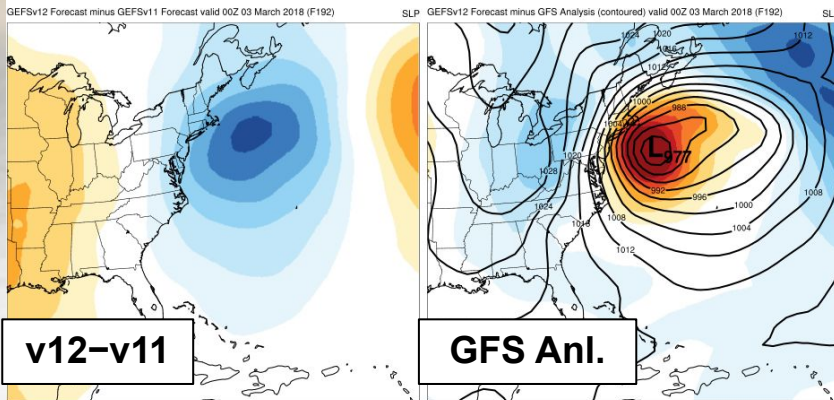 GEFSv12 Forecast minus GEFSv11 Forecast valid 00Z 03 March 2018 (F192)
SLP
GEFSv12 Forecast minus GFS Analysis (contoured) valid 00Z 03 March 2018 (F192)
SL
1024
1020
1016
1012
1012
1000
988
1004
L977
1020
1028
992
996
1008
1024
1000
1008
1016
1004
1012
v12−v11
GFS Anl.